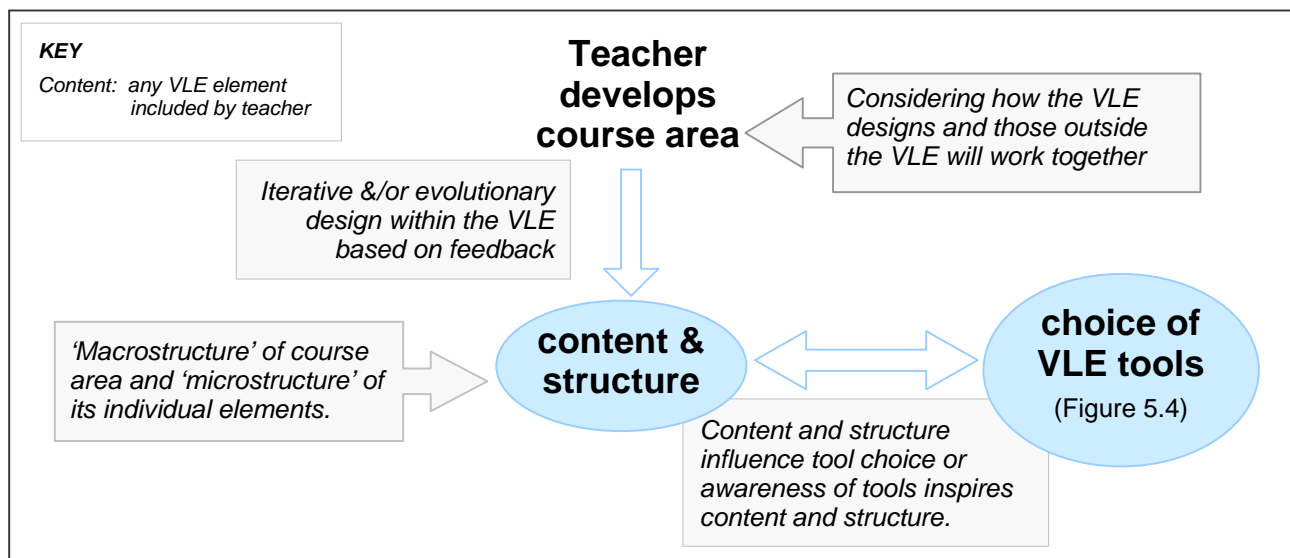 KEY
Content: any VLE element
included by teacher
Teacher
develops
course area
Considering how the VLE
designs and those outside
the VLE will work together
Iterative &/or evolutionary
design within the VLE
based on feedback
‘Macrostructure’ of course
area and ‘microstructure’ of
its individual elements.
content &
structure
choice of
VLE tools
(Figure 5.4)
Content and structure
influence tool choice or
awareness of tools inspires
content and structure.